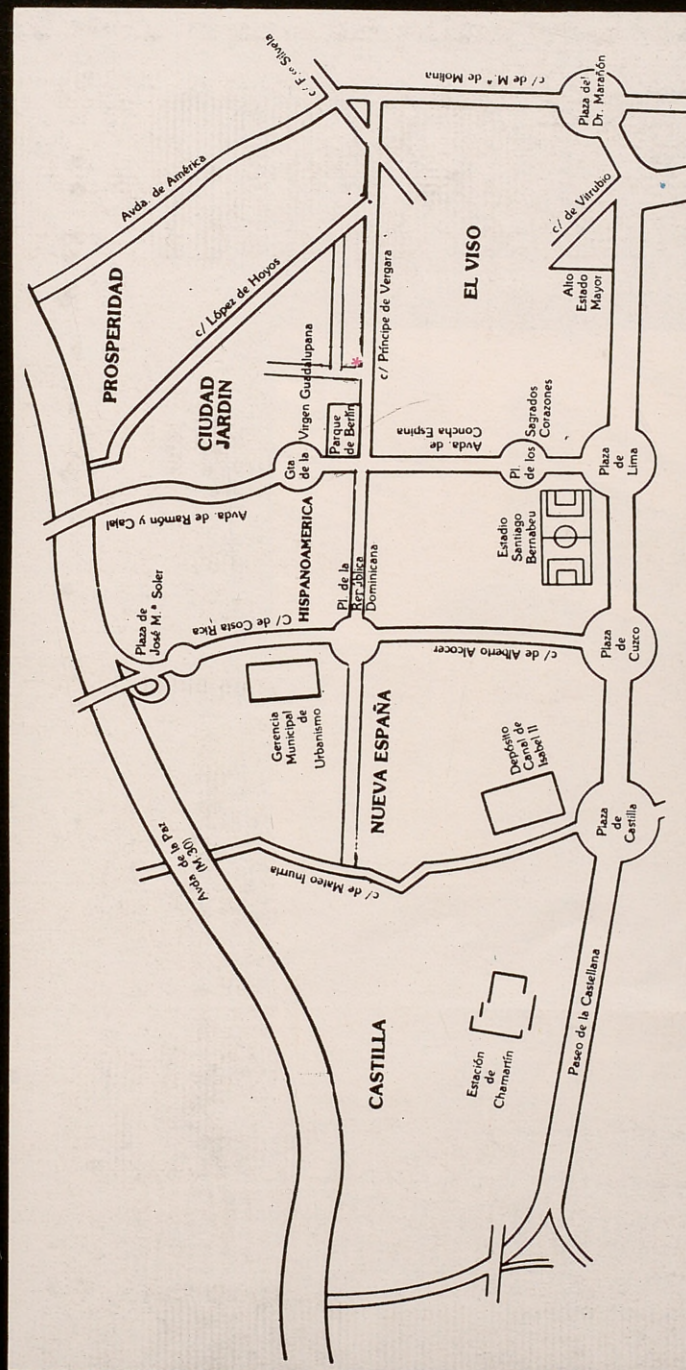 c/ F.co Silvela
c/ de M.ª de Molina
Plaza del
Dr. Marañón
Avda. de América
c/ de Vitrubio
PROSPERIDAD
c/ López de Hoyos
EL VISO
Alto
Estado
Mayor
CIUDAD
JARDIN
c/ Príncipe de Vergara
Gta
de la
Virgen Guadalupana
Parque
de Berlín
Avda. de
Concha Espina
Pl.
de los
Sagrados
Corazones
Plaza
de
Lima
Avda. de Ramón y Cajal
HISPANOAMERICA
Estadio
Santiago
Bernabeu
Plaza de
José M.ª Soler
C/ de Costa Rica
Pl. de la
República
Dominicana
c/ de Alberto Alcocer
Plaza
de
Cuzco
Gerencia
Municipal
de
Urbanismo
NUEVA ESPAÑA
Depósito
Canal de
Isabel II
Plaza
de
Castilla
Avda de la Paz
(M 30)
c/ de Mateo Inurria
CASTILLA
Estación
de
Chamartín
Paseo de la Castellana